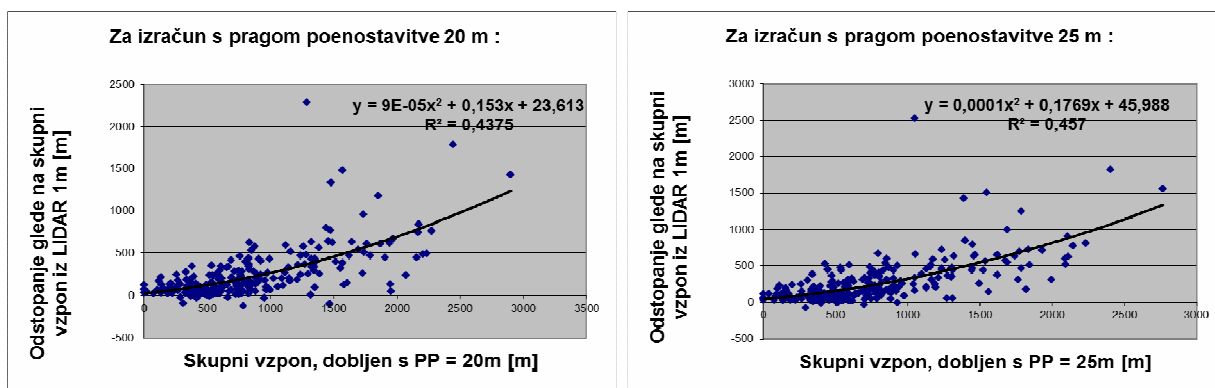 Za izračun s pragom poenostavitve 20 m :
2500
2000
1500
1000
500
0
-500
0
500
1000
1500
2000
2500
3000
3500
y = 9E-05x² + 0,153x + 23,613
R² = 0,4375
Odstopanje glede na skupni
vzpon iz LIDAR 1m [m]
Skupni vzpon, dobljen s PP = 20m [m]
Za izračun s pragom poenostavitve 25 m :
3000
2500
2000
1500
1000
500
0
-500
0
500
1000
1500
2000
2500
3000
y = 0,0001x² + 0,1769x + 45,988
R² = 0,457
Odstopanje glede na skupni
vzpon iz LIDAR 1m [m]
Skupni vzpon, dobljen s PP = 25m [m]